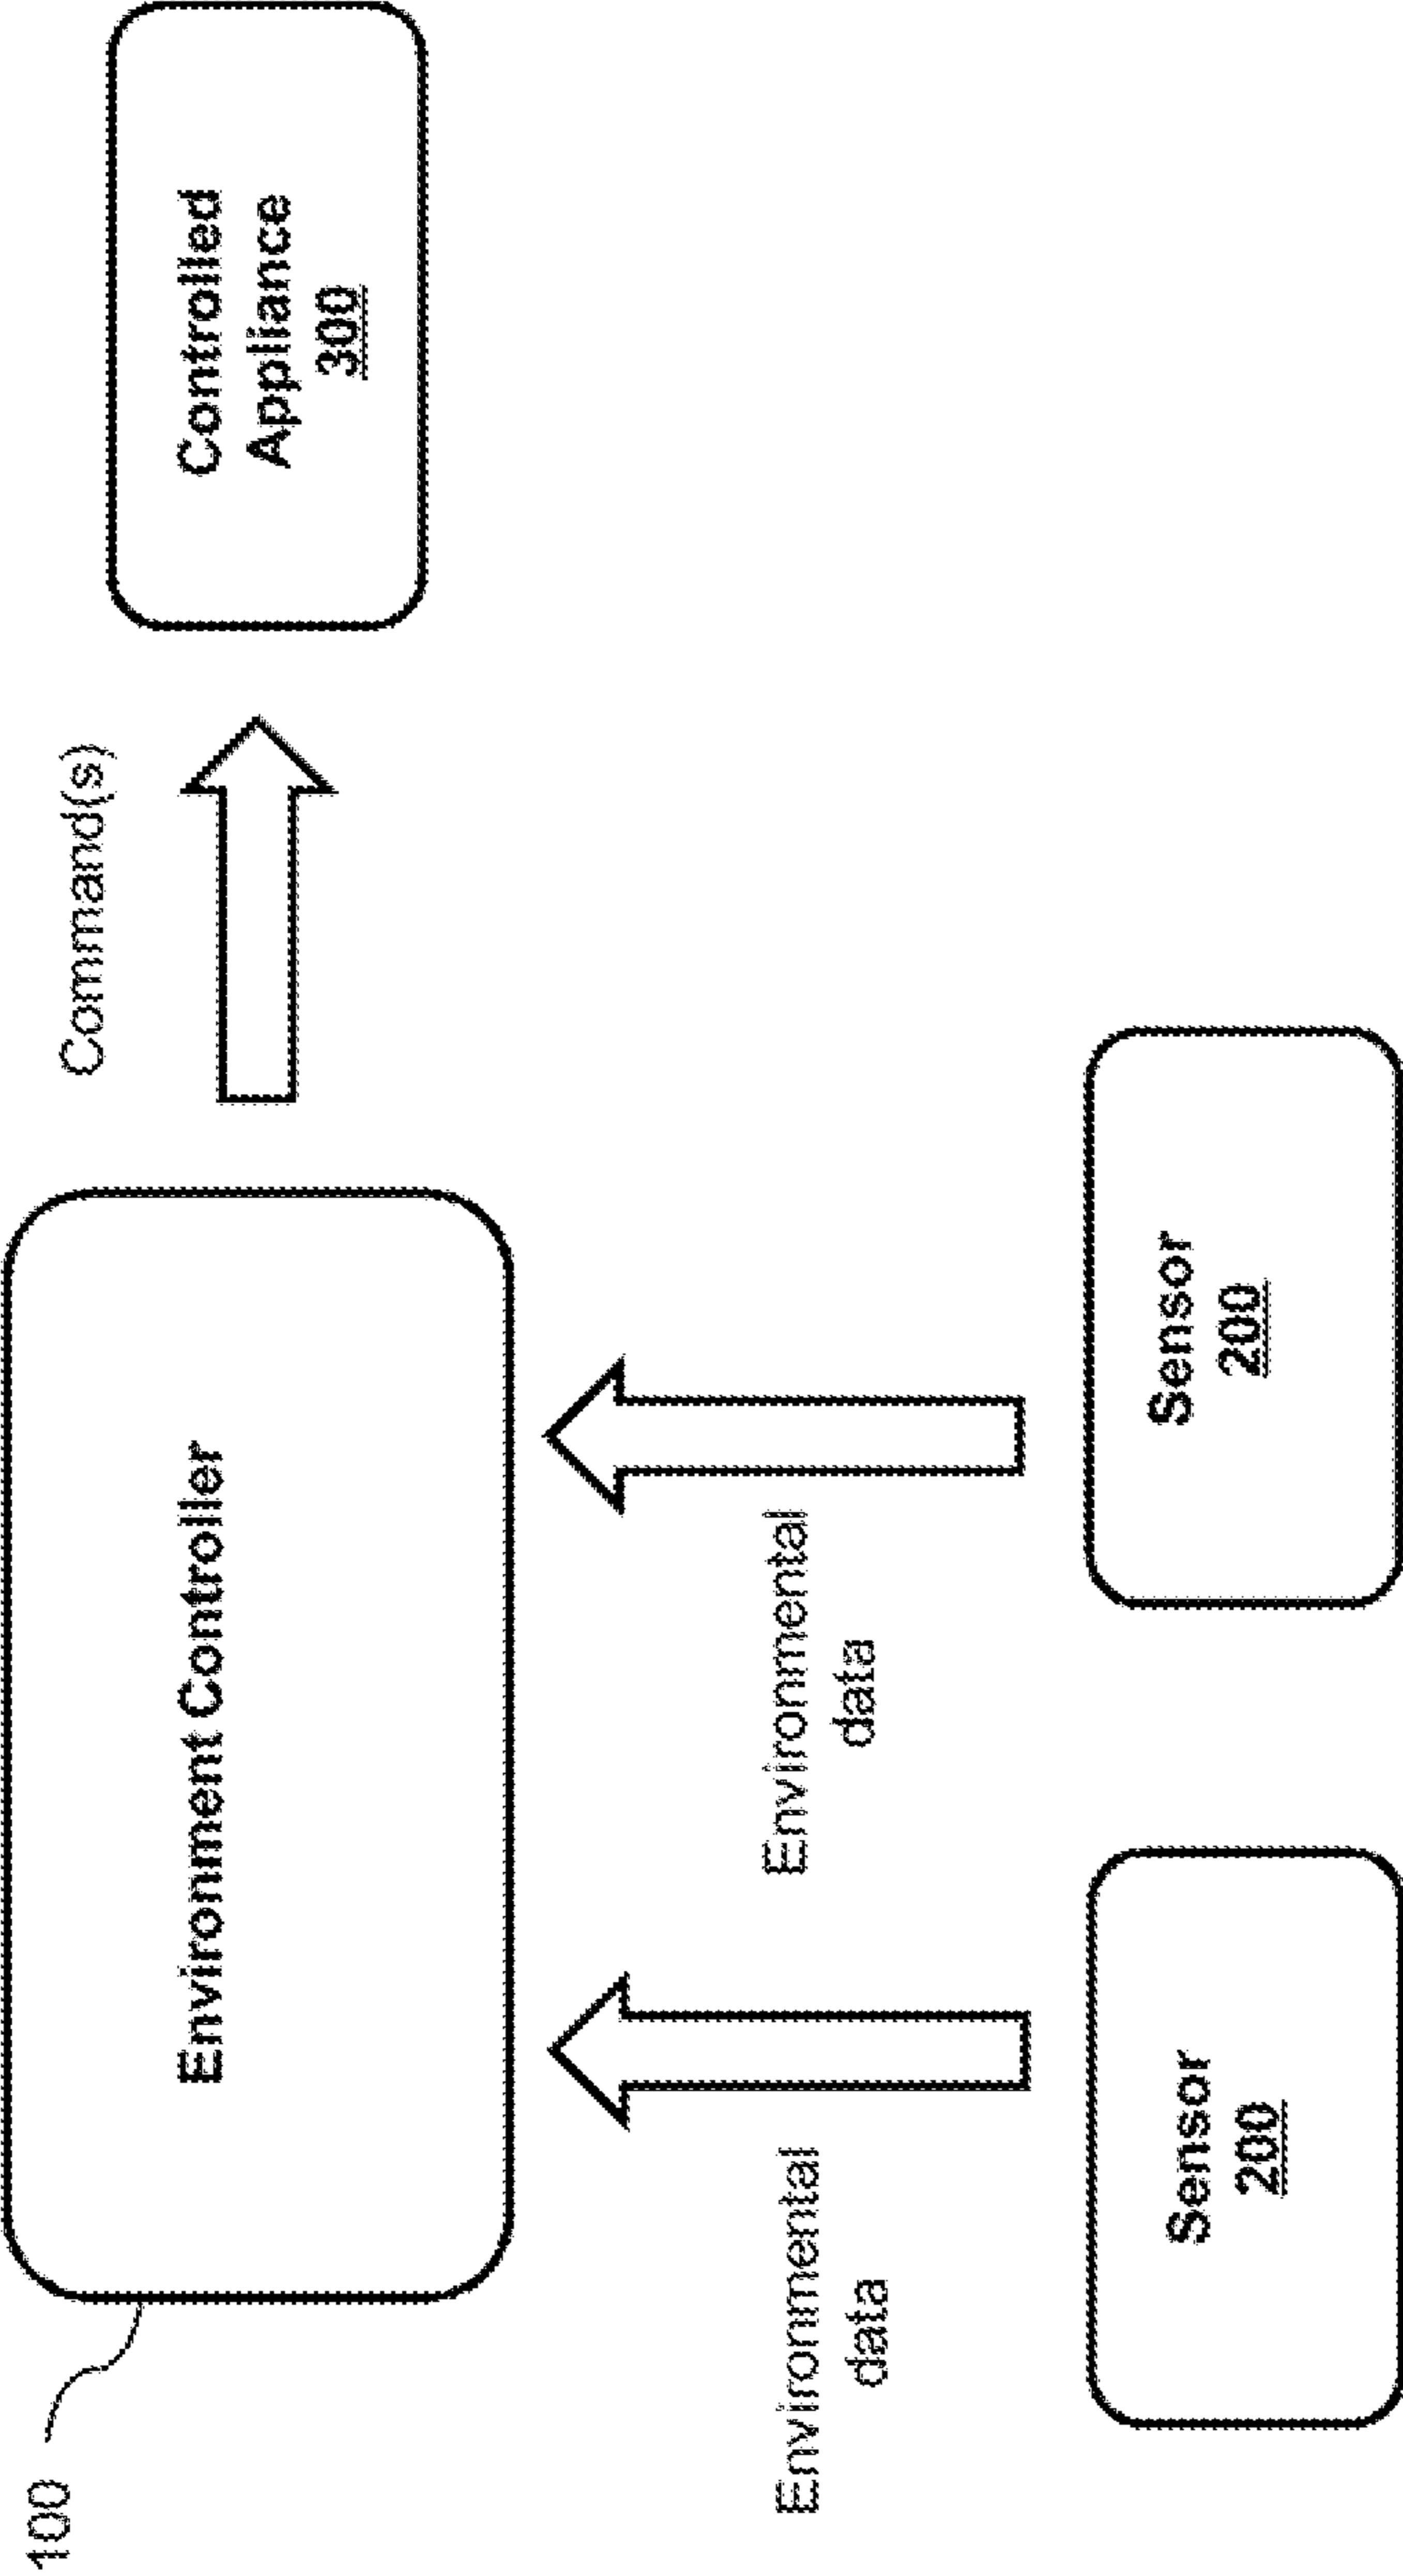 100
Environment Controller
Command(s)
Controlled
Appliance
300
Environmental
data
Environmental
data
Sensor
200
Sensor
200